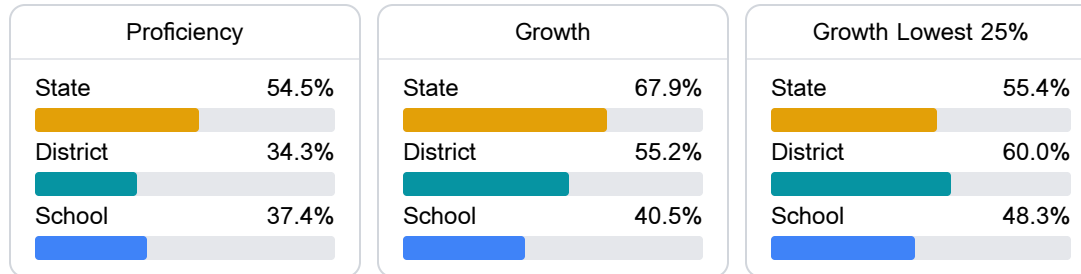 Proficiency
State 54.5%
District 34.3%
School 37.4%
Growth
State 67.9%
District 55.2%
School 40.5%
Growth Lowest 25%
State 55.4%
District 60.0%
School 48.3%